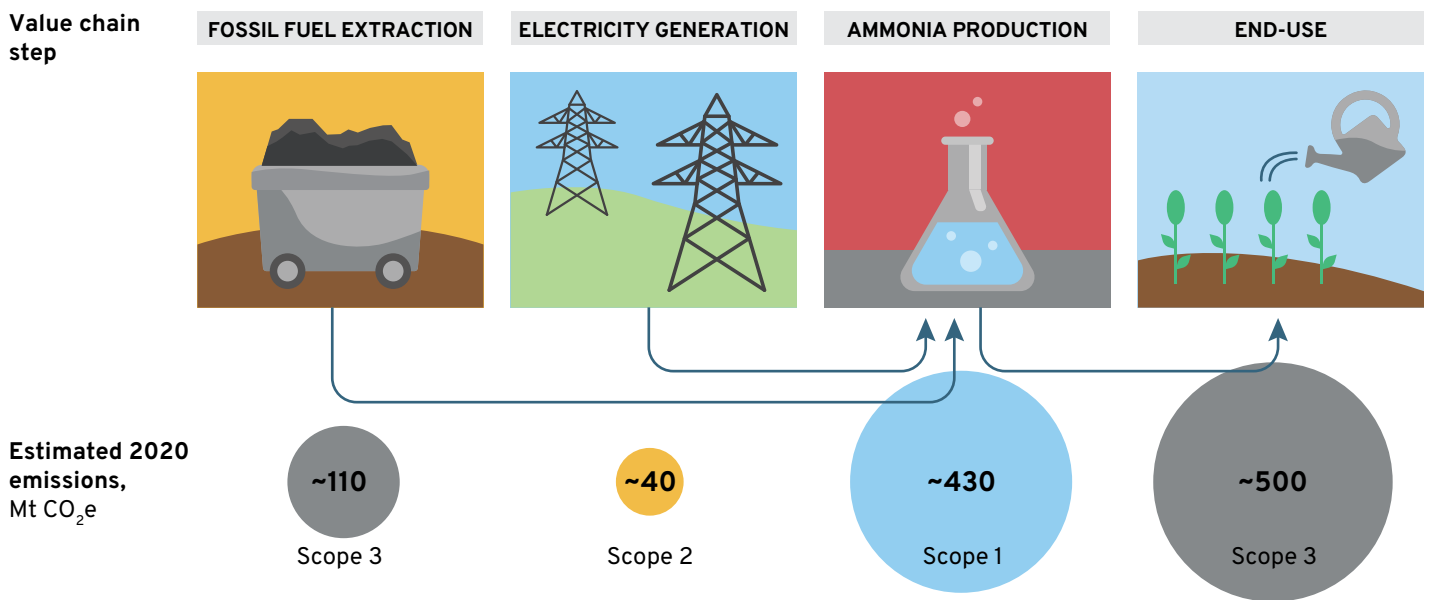 Value chain
step
FOSSIL FUEL EXTRACTION
ELECTRICITY GENERATION
AMMONIA PRODUCTION
END-USE
Estimated 2020
emissions,
Mt CO₂e
~110
~40
~430
~500
Scope 3
Scope 2
Scope 1
Scope 3